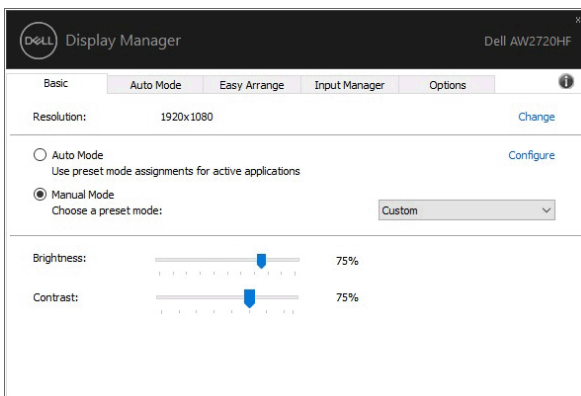 DELL Display Manager
Dell AW2720HF
x
Basic Auto Mode Easy Arrange Input Manager Options
i
Resolution: 1920x1080 Change
Auto Mode Configure
Use preset mode assignments for active applications
Manual Mode
Choose a preset mode: Custom
Brightness: 75%
Contrast: 75%